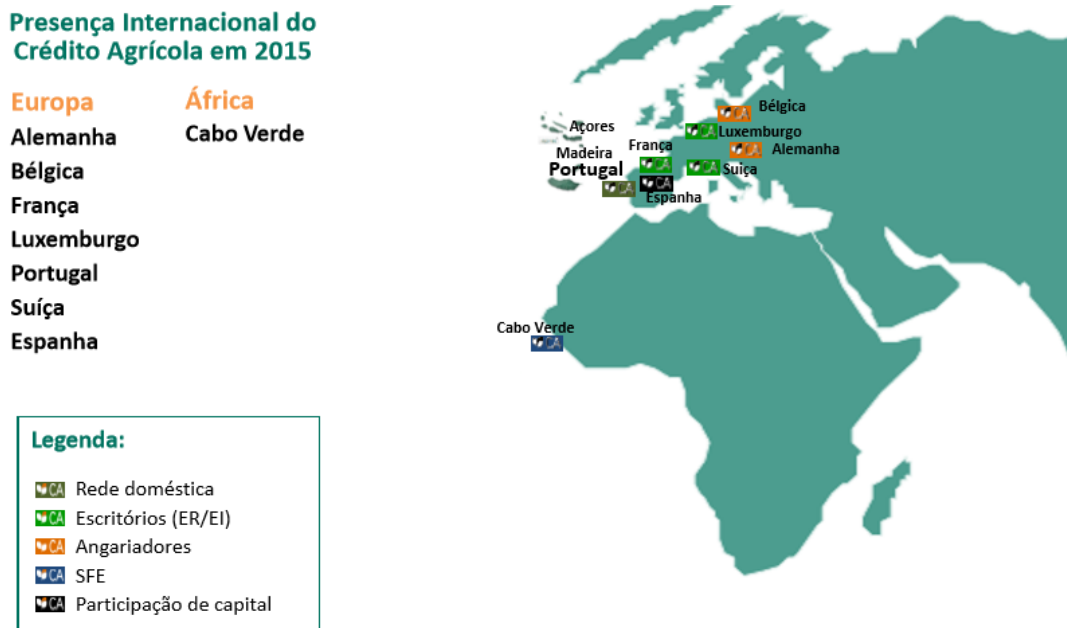 Presença Internacional do
Crédito Agrícola em 2015
Europa
Alemanha
Bélgica
França
Luxemburgo
Portugal
Suíça
Espanha
África
Cabo Verde
Açores
Madeira
Portugal
CA
França
CA
CA
Espanha
CA
Bélgica
CA
Luxemburgo
CA
Alemanha
CA
Suíça
Cabo Verde
CA
Legenda:
CA Rede doméstica
CA Escritórios (ER/EI)
CA Angariadores
CA SFE
CA Participação de capital